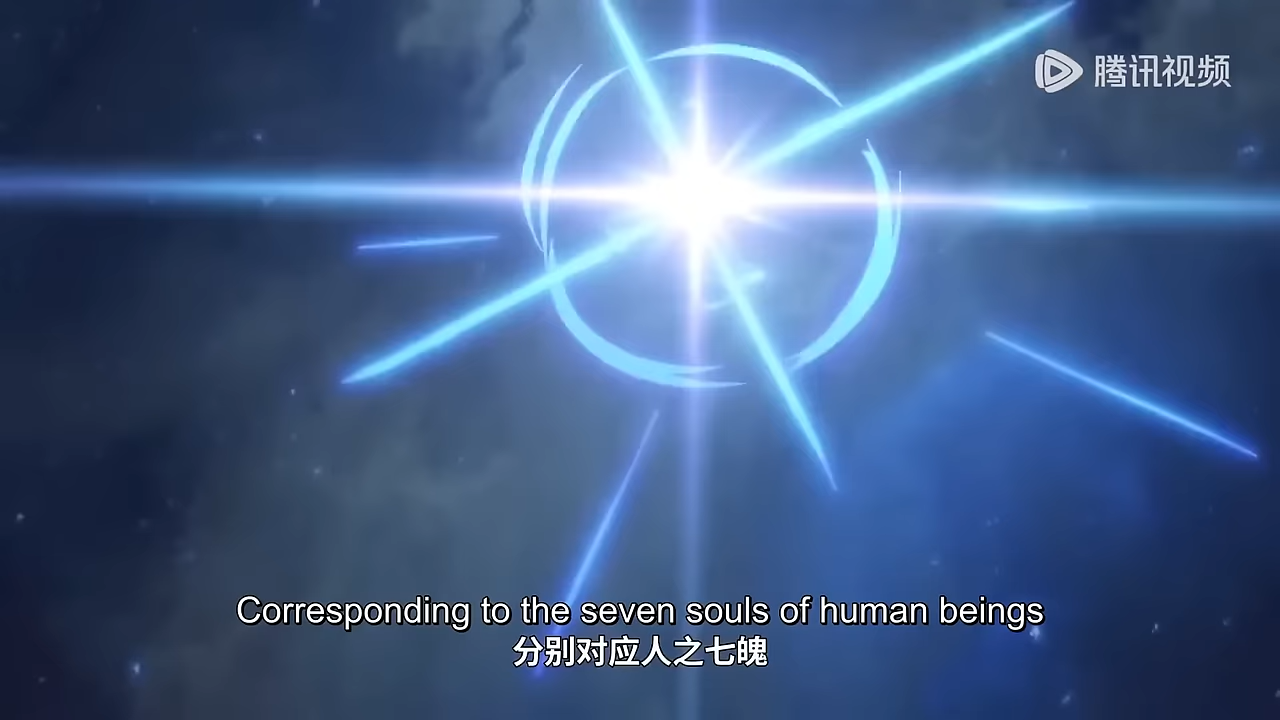 腾讯视频
Corresponding to the seven souls of human beings
分别对应人之七魄